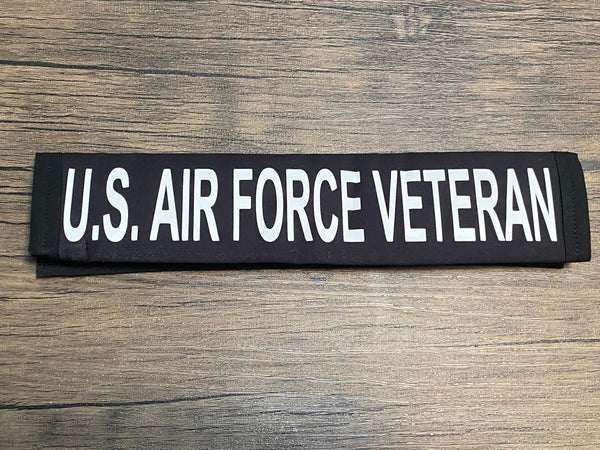 U.S. AIR FORCE VETERAN